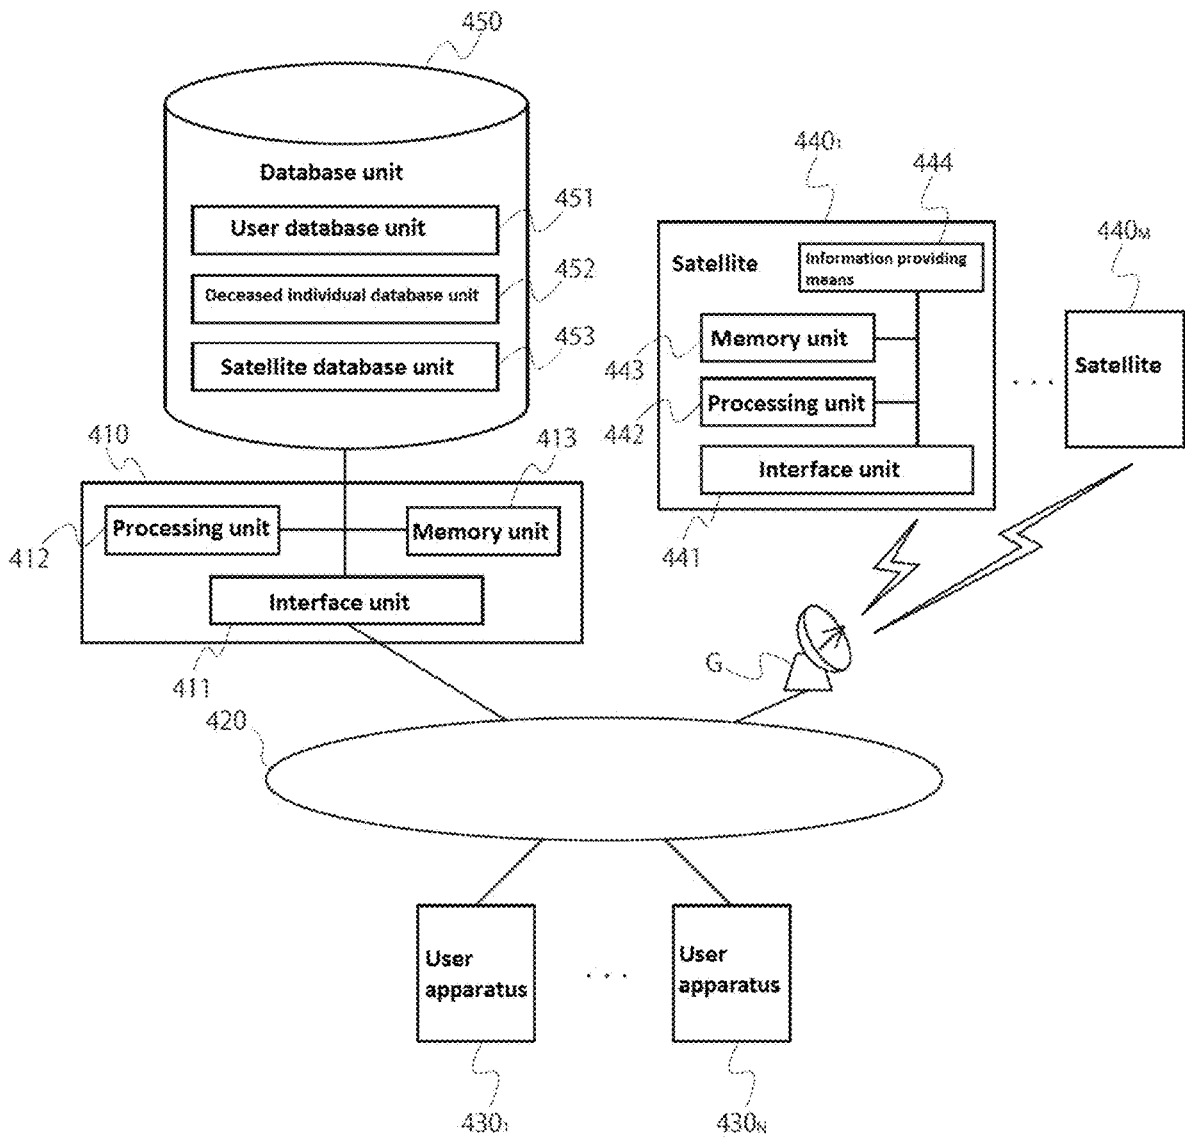 450
Database unit
User database unit
451
Deceased individual database unit
452
Satellite database unit
453
440₁
444
Satellite
Information providing
means
Memory unit
443
Processing unit
442
Interface unit
441
440M
Satellite
. . .
410
413
Processing unit
Memory unit
412
Interface unit
411
G
420
User
apparatus
. . .
User
apparatus
430₁
430N